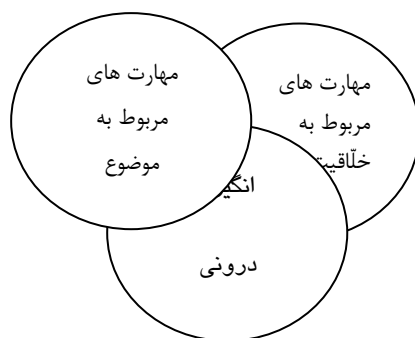 مهارت های
مربوط به
خلّاقیت
مهارت های
مربوط به
موضوع
درونی